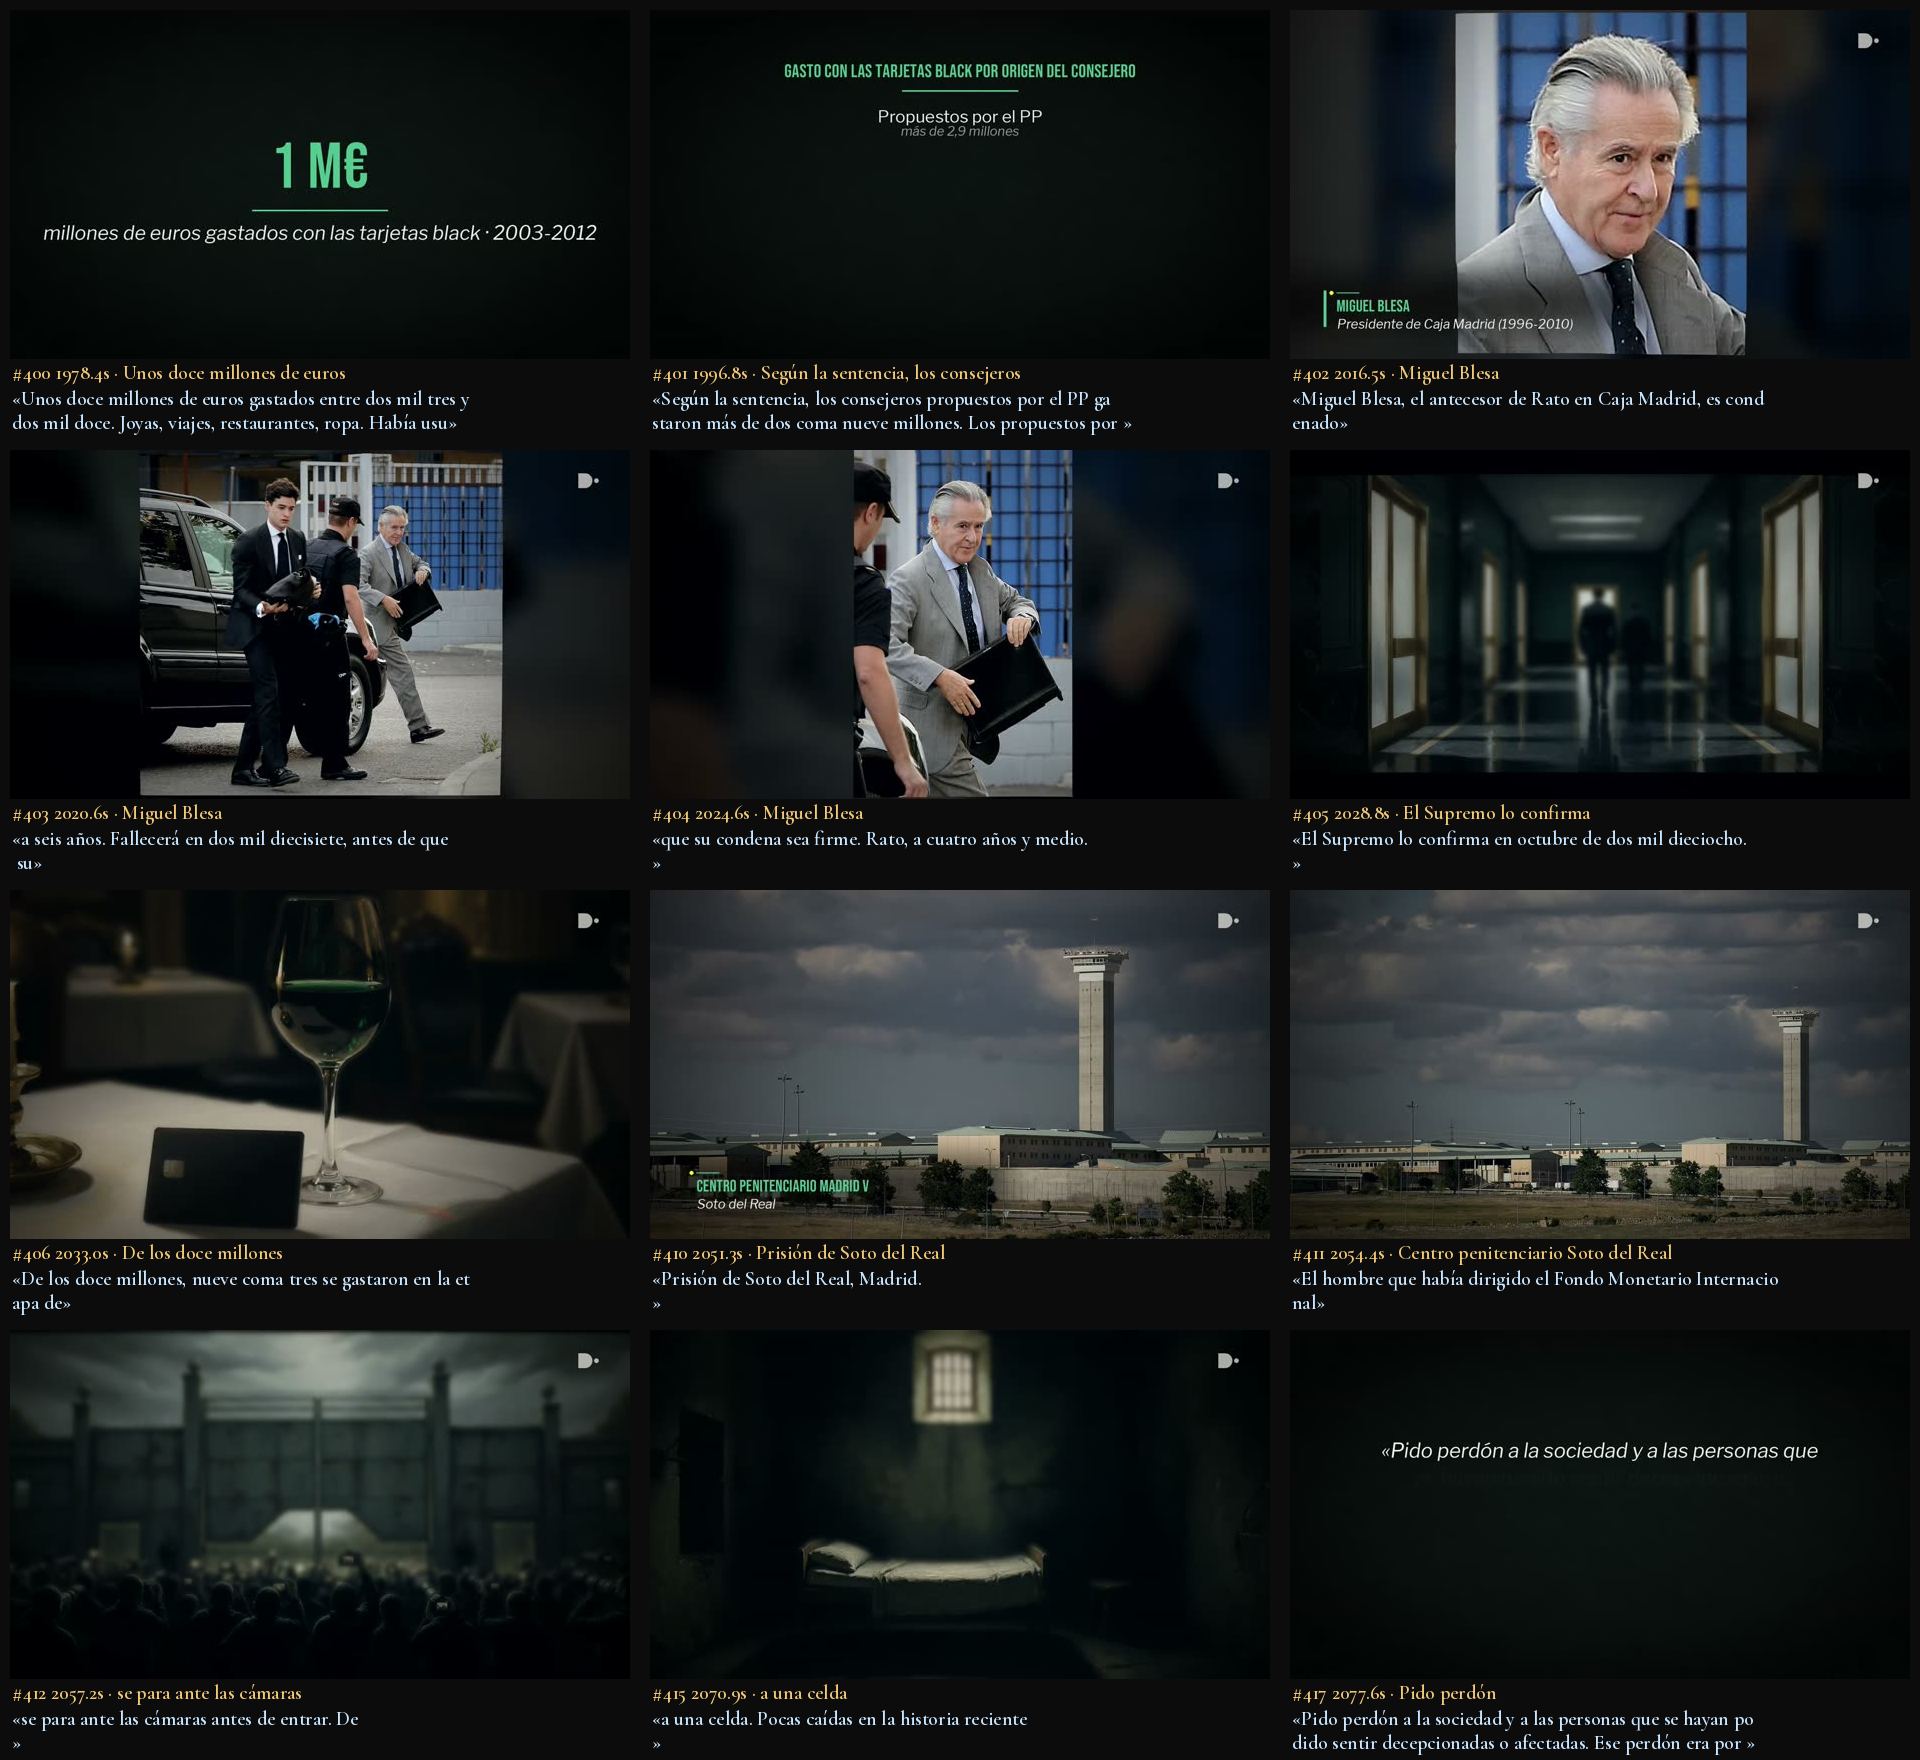 1 M€
millones de euros gastados con las tarjetas black · 2003-2012
#400 1978.4s · Unos doce millones de euros
«Unos doce millones de euros gastados entre dos mil tres y
dos mil doce. Joyas, viajes, restaurantes, ropa. Había usu»
GASTO CON LAS TARJETAS BLACK POR ORIGEN DEL CONSEJERO
Propuestos por el PP
más de 2,9 millones
#401 1996.8s · Según la sentencia, los consejeros
«Según la sentencia, los consejeros propuestos por el PP ga
staron más de dos coma nueve millones. Los propuestos por »
MIGUEL BLESA
Presidente de Caja Madrid (1996-2010)
#402 2016.5s · Miguel Blesa
«Miguel Blesa, el antecesor de Rato en Caja Madrid, es cond
enado»
#403 2020.6s · Miguel Blesa
«a seis años. Fallecerá en dos mil diecisiete, antes de que
su»
#404 2024.6s · Miguel Blesa
«que su condena sea firme. Rato, a cuatro años y medio.
»
#405 2028.8s · El Supremo lo confirma
«El Supremo lo confirma en octubre de dos mil dieciocho.
»
#406 2033.0s · De los doce millones
«De los doce millones, nueve coma tres se gastaron en la et
apa de»
CENTRO PENITENCIARIO MADRID V
Soto del Real
#410 2051.3s · Prisión de Soto del Real
«Prisión de Soto del Real, Madrid.
»
#411 2054.4s · Centro penitenciario Soto del Real
«El hombre que había dirigido el Fondo Monetario Internacio
nal»
#412 2057.2s · se para ante las cámaras
«se para ante las cámaras antes de entrar. De
»
#415 2070.9s · a una celda
«a una celda. Pocas caídas en la historia reciente
»
«Pido perdón a la sociedad y a las personas que
#417 2077.6s · Pido perdón
«Pido perdón a la sociedad y a las personas que se hayan po
dido sentir decepcionadas o afectadas. Ese perdón era por »